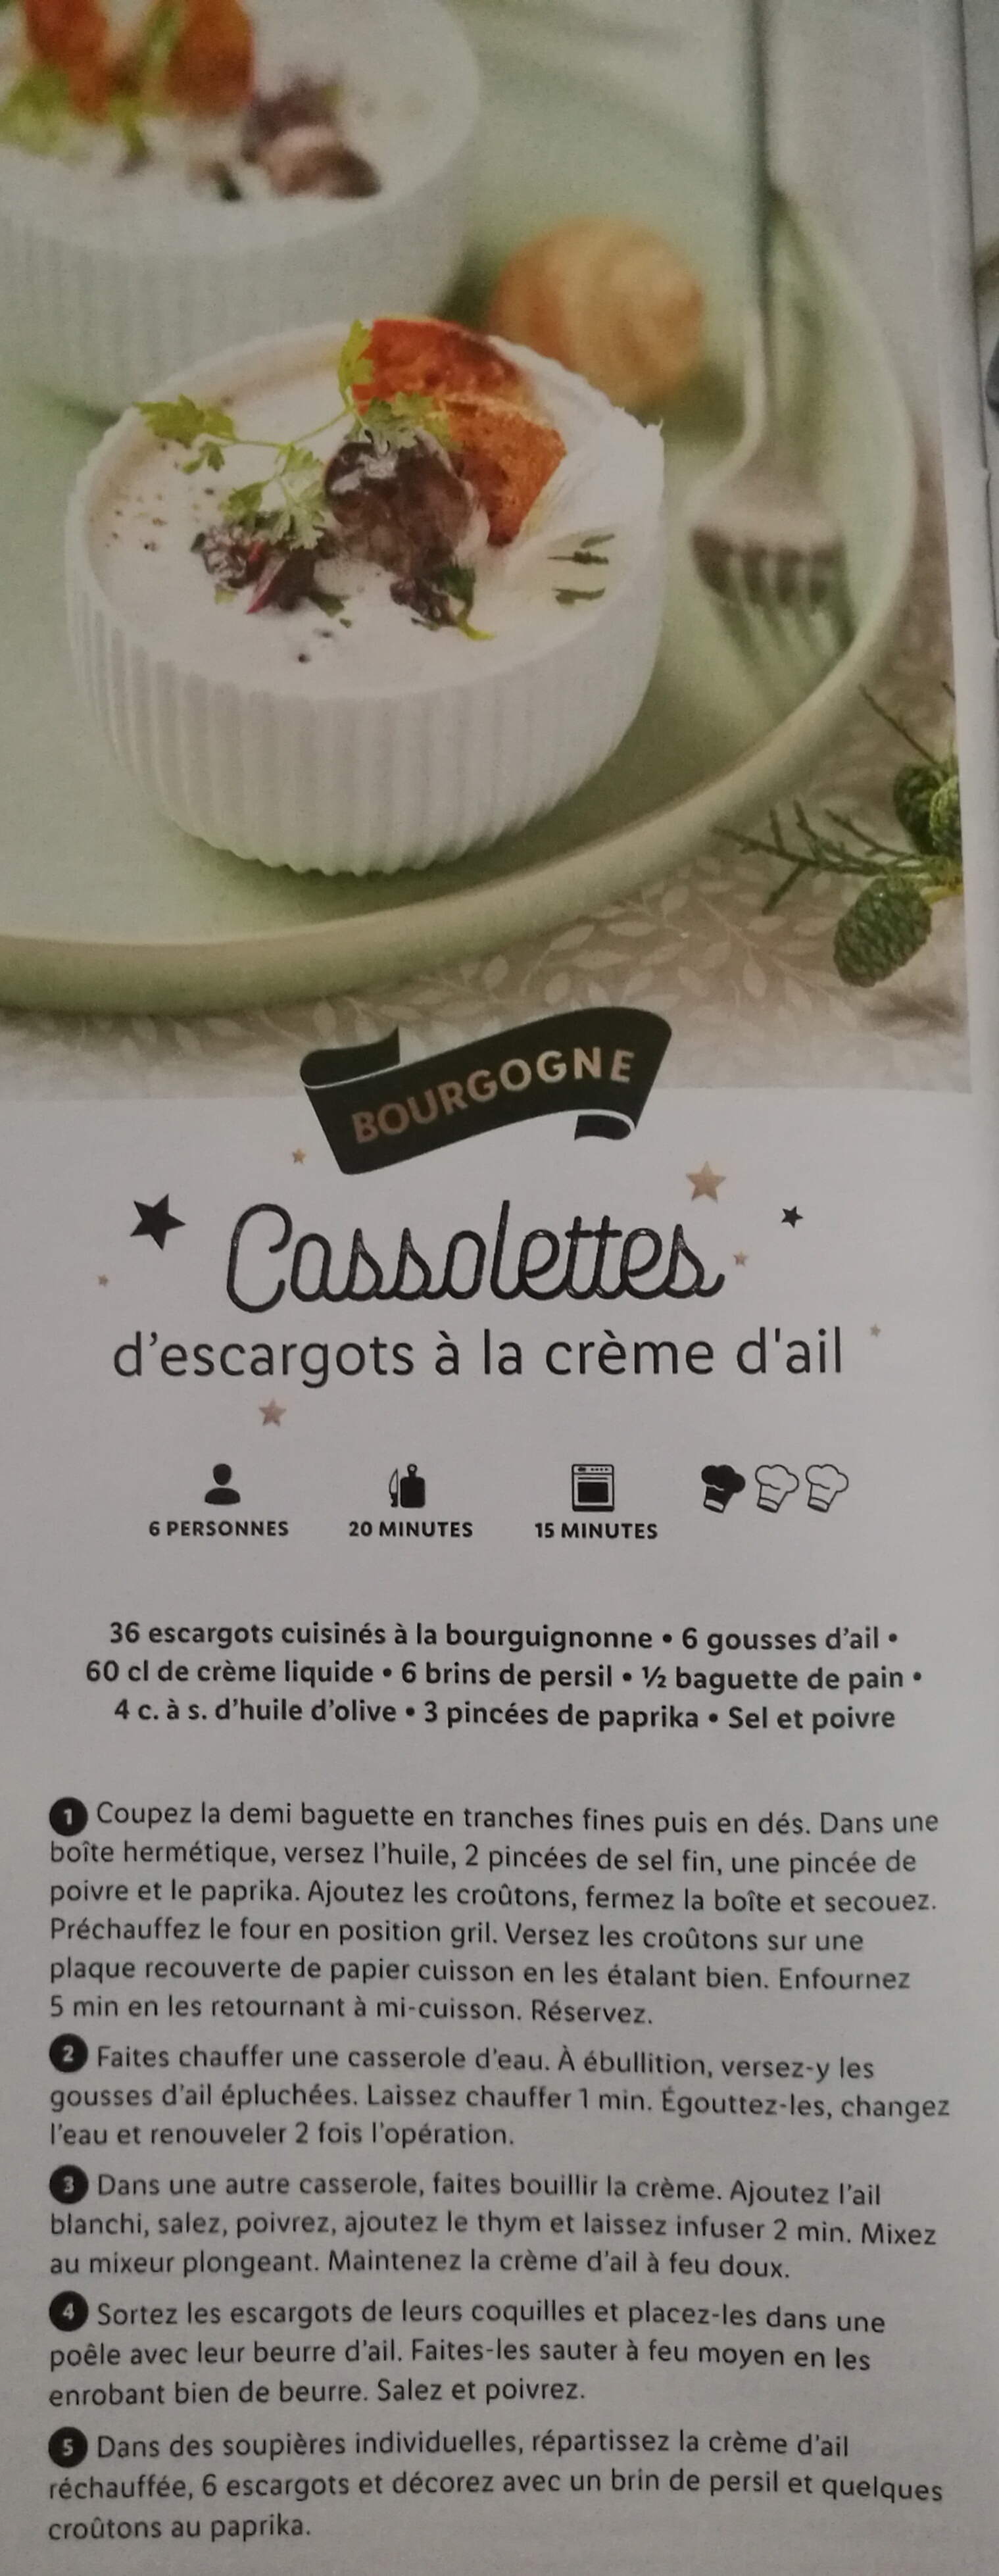 BOURGOGNE
Cassolettes
d’escargots à la crème d'ail
6 PERSONNES
20 MINUTES
15 MINUTES
36 escargots cuisinés à la bourguignonne • 6 gousses d’ail •
60 cl de crème liquide • 6 brins de persil • ½ baguette de pain •
4 c. à s. d’huile d’olive • 3 pincées de paprika • Sel et poivre
1 Coupez la demi baguette en tranches fines puis en dés. Dans une
boîte hermétique, versez l’huile, 2 pincées de sel fin, une pincée de
poivre et le paprika. Ajoutez les croûtons, fermez la boîte et secouez.
Préchauffez le four en position gril. Versez les croûtons sur une
plaque recouverte de papier cuisson en les étalant bien. Enfournez
5 min en les retournant à mi-cuisson. Réservez.
2 Faites chauffer une casserole d’eau. À ébullition, versez-y les
gousses d’ail épluchées. Laissez chauffer 1 min. Égouttez-les, changez
l’eau et renouveler 2 fois l’opération.
3 Dans une autre casserole, faites bouillir la crème. Ajoutez l’ail
blanchi, salez, poivrez, ajoutez le thym et laissez infuser 2 min. Mixez
au mixeur plongeant. Maintenez la crème d’ail à feu doux.
4 Sortez les escargots de leurs coquilles et placez-les dans une
poêle avec leur beurre d’ail. Faites-les sauter à feu moyen en les
enrobant bien de beurre. Salez et poivrez.
5 Dans des soupières individuelles, répartissez la crème d’ail
réchauffée, 6 escargots et décorez avec un brin de persil et quelques
croûtons au paprika.